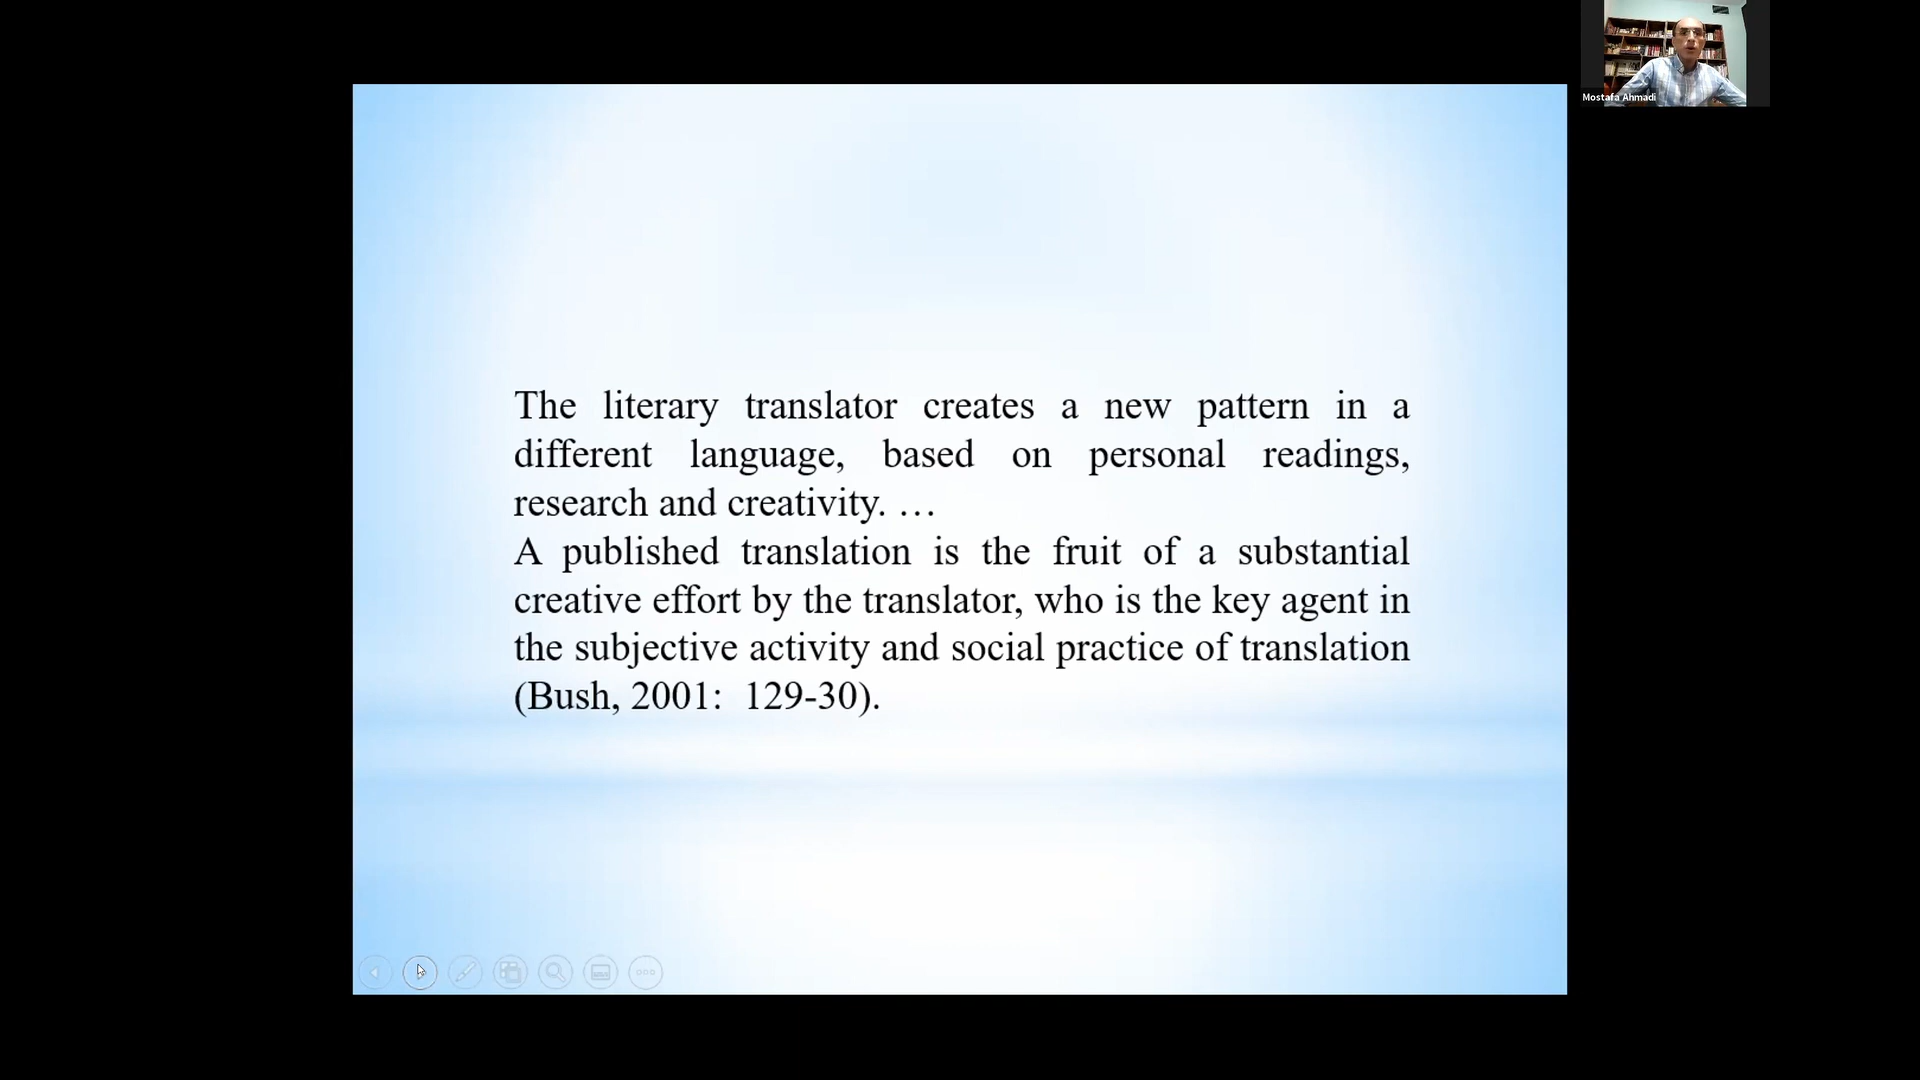 Mostafa Ahmadi
The literary translator creates a new pattern in a
different language, based on personal readings,
research and creativity. …
A published translation is the fruit of a substantial
creative effort by the translator, who is the key agent in
the subjective activity and social practice of translation
(Bush, 2001:  129-30).